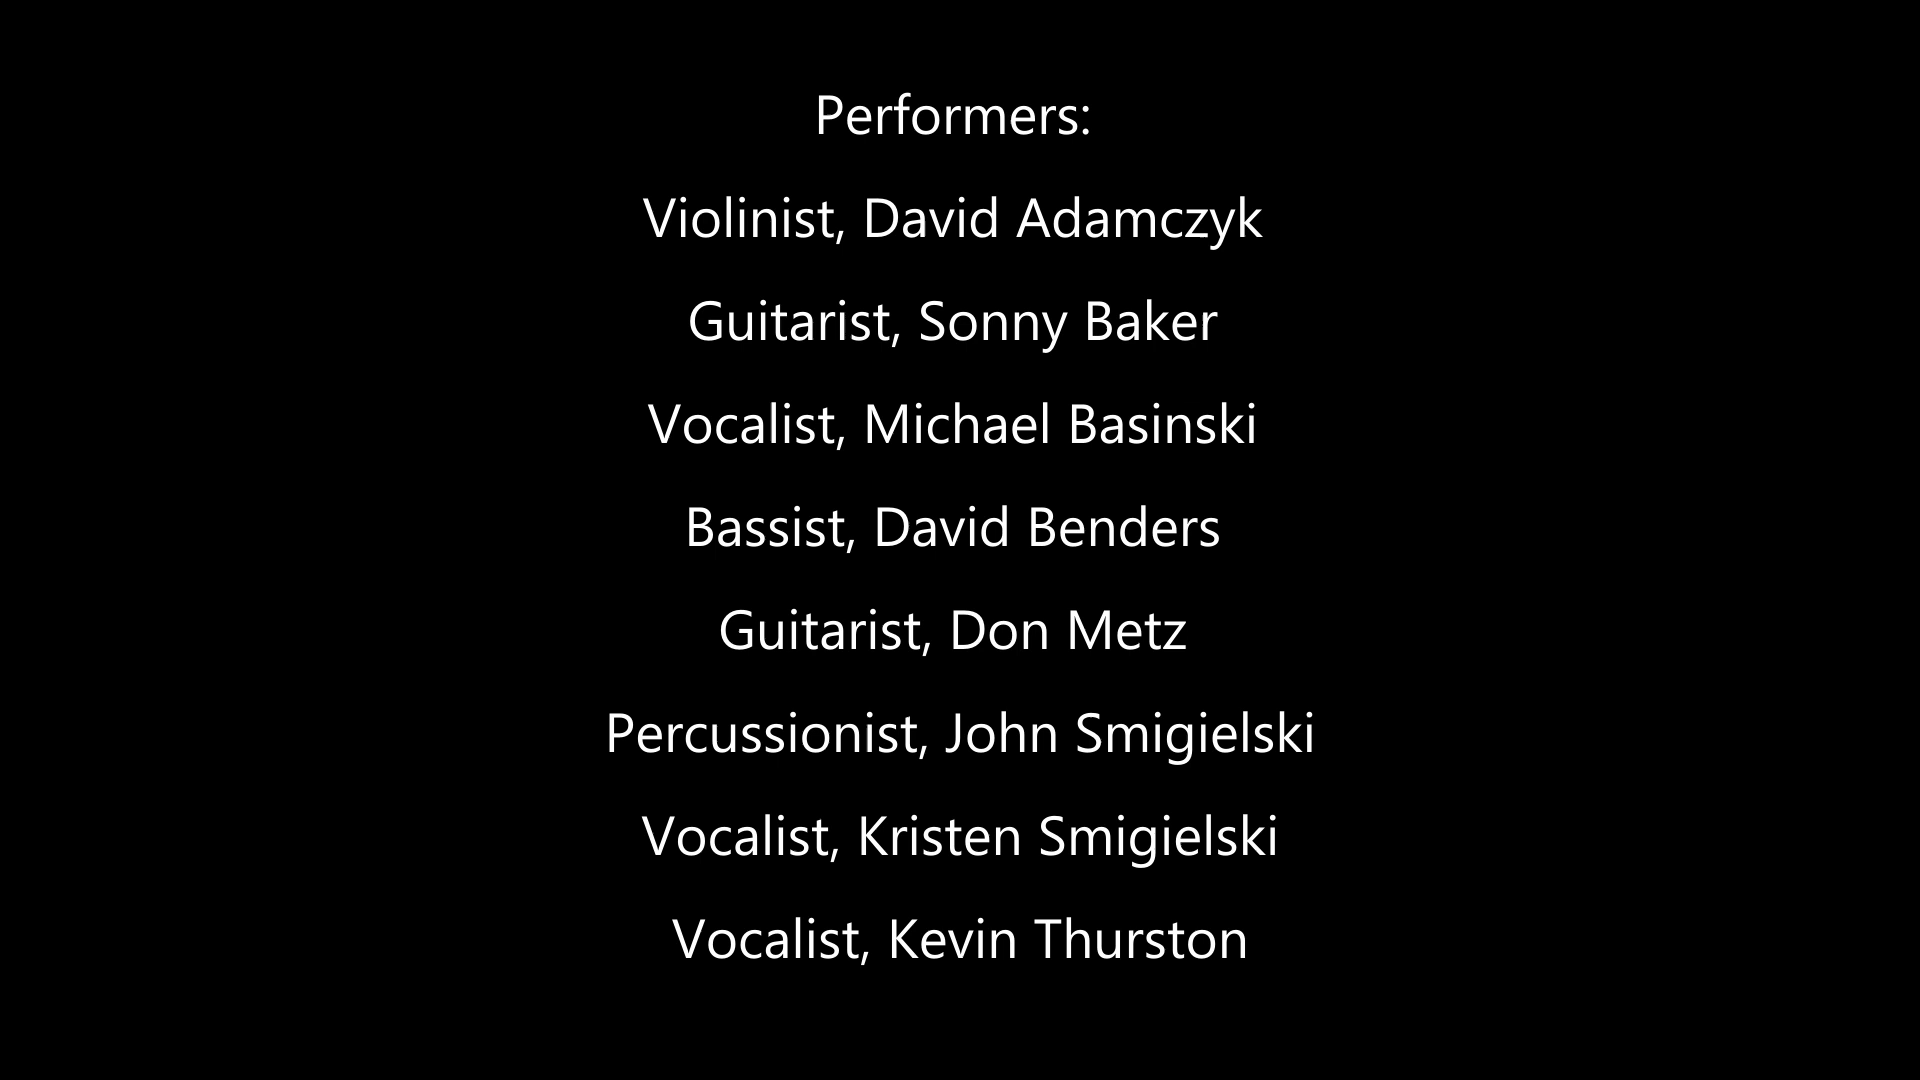 Performers:
Violinist, David Adamczyk
Guitarist, Sonny Baker
Vocalist, Michael Basinski
Bassist, David Benders
Guitarist, Don Metz
Percussionist, John Smigielski
Vocalist, Kristen Smigielski
Vocalist, Kevin Thurston